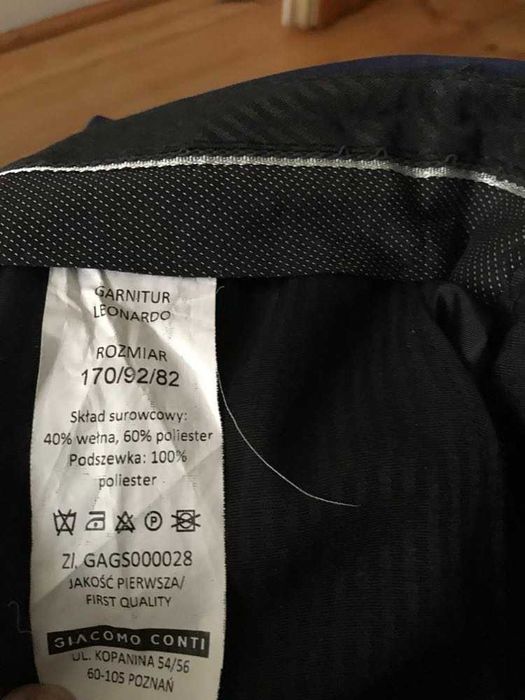 GARNITUR
LEONARDO
ROZMIAR
170/92/82
Skład surowcowy:
40% wełna, 60% poliester
Podszewka: 100%
poliester
P
Zl. GAGS000028
JAKOŚĆ PIERWSZA/
FIRST QUALITY
GIACOMO CONTI
UL. KOPANINA 54/56
60-105 POZNAŃ